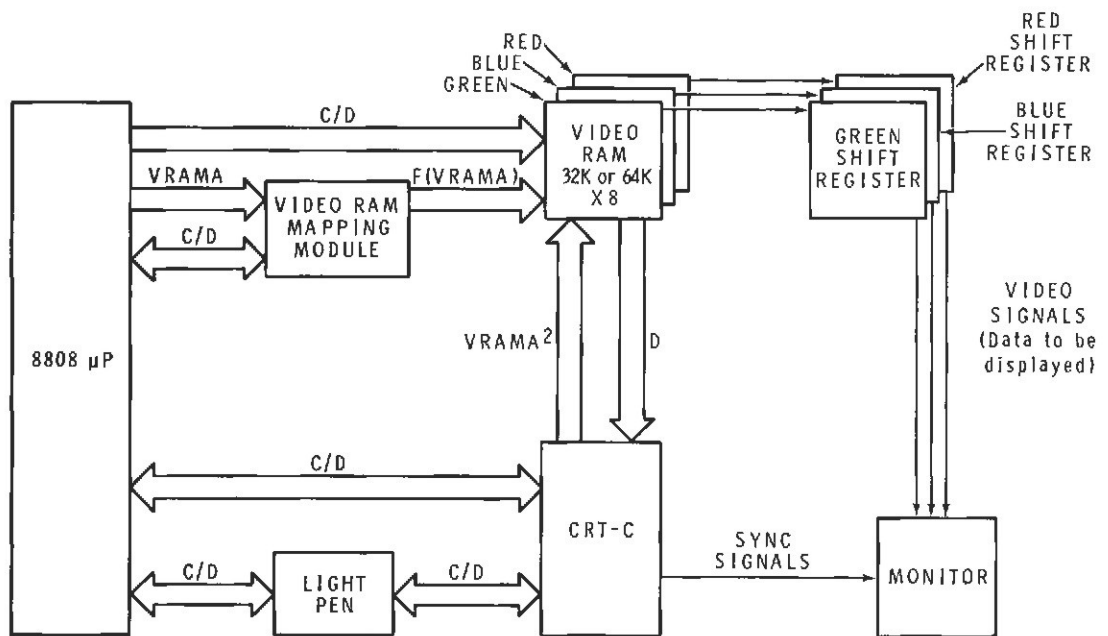 RED
BLUE
GREEN
RED
SHIFT
REGISTER
BLUE
SHIFT
REGISTER
C/D
VIDEO
RAM
32K or 64K
X 8
GREEN
SHIFT
REGISTER
VRAMA
F(VRAMA)
VIDEO RAM
MAPPING
MODULE
C/D
8808 µP
VRAMA²
D
VIDEO
SIGNALS
(Data to be
displayed)
C/D
CRT-C
SYNC
SIGNALS
MONITOR
C/D
LIGHT
PEN
C/D